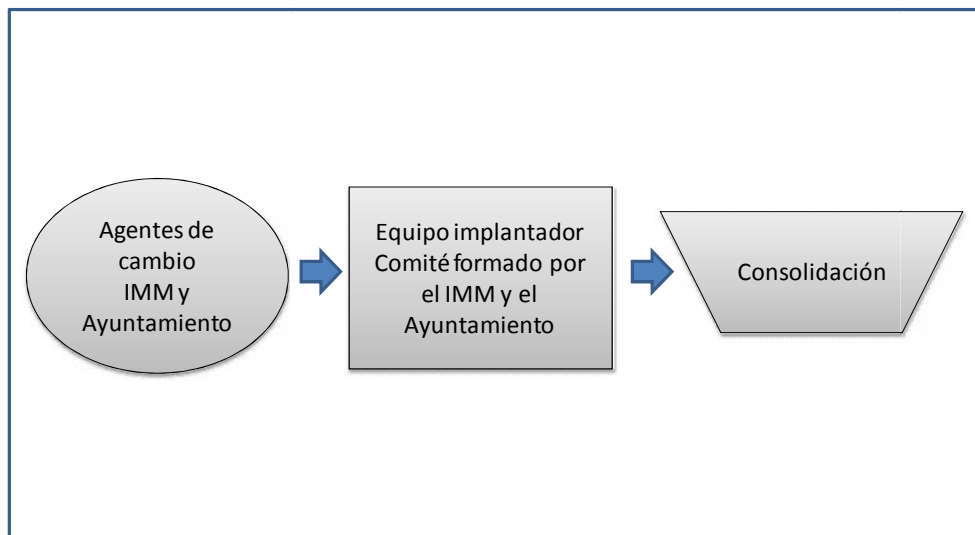 Agentes de
cambio
IMM y
Ayuntamiento
Equipo implantador
Comité formado por
el IMM y el
Ayuntamiento
Consolidación